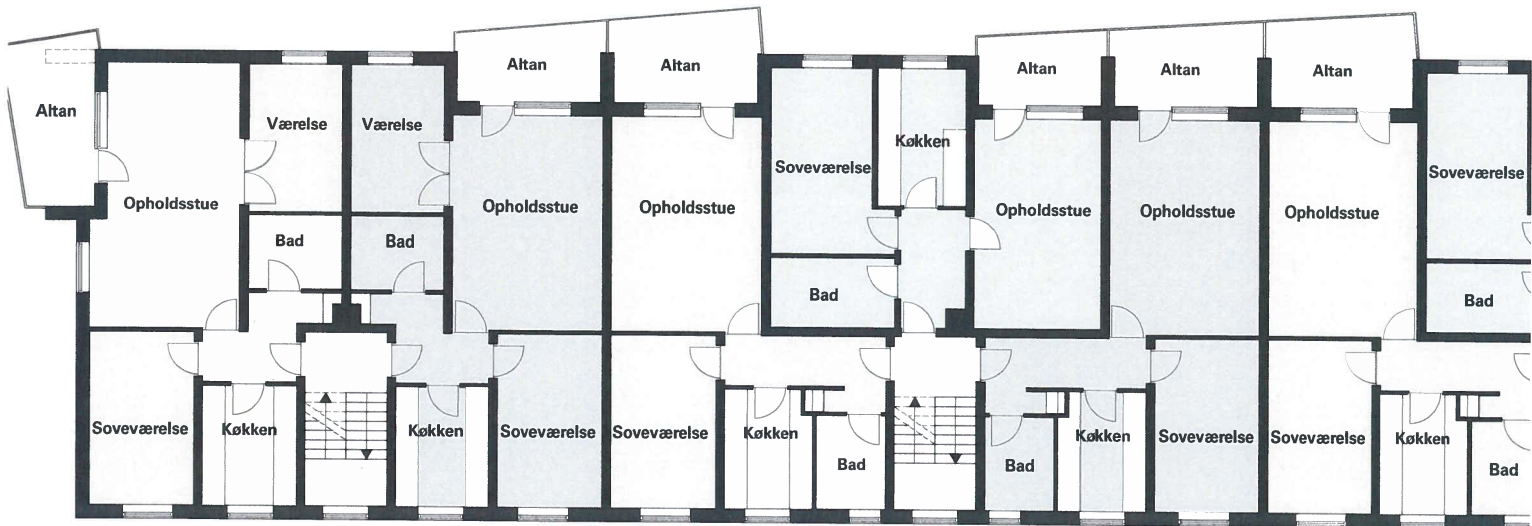 Altan
Altan
Altan
Altan
Altan
Altan
Værelse
Værelse
Køkken
Soveværelse
Soveværelse
Opholdsstue
Opholdsstue
Opholdsstue
Opholdsstue
Opholdsstue
Opholdsstue
Bad
Bad
Bad
Bad
Soveværelse
Køkken
Køkken
Soveværelse
Soveværelse
Køkken
Bad
Bad
Køkken
Soveværelse
Soveværelse
Køkken
Bad